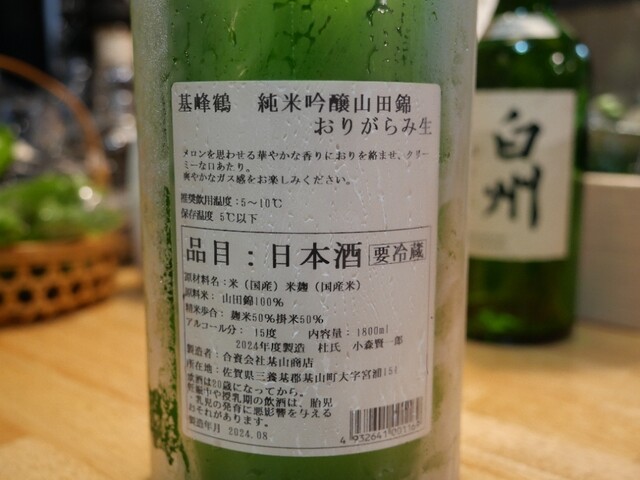 基峰鶴 純米吟醸山田錦
おりがらみ生
メロンを思わせる華やかな香りにおりを絡ませ、クリー
ミーな口あたり。
爽やかなガス感をお楽しみください。
推奨飲用温度:5～10℃
保存温度 5℃以下
品目:日本酒 要冷蔵
原材料名:米(国産)米麹(国産米)
原料米: 山田錦100%
精米歩合: 麹米50%掛米50%
アルコール分: 15度 内容量:1800ml
2024年度製造 杜氏 小森賢一郎
製造者:合資会社基山商店
所在地:佐賀県三養基郡基山町大字宮浦151
飲酒は20歳になってから。
妊娠中や授乳期の飲酒は、胎児
・乳児の発育に悪影響を与える
おそれがあります。
製造年月 2024.08
白州